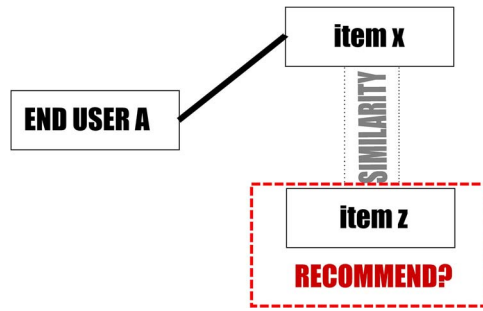 item x
END USER A
SIMILARITY
item z
RECOMMEND?